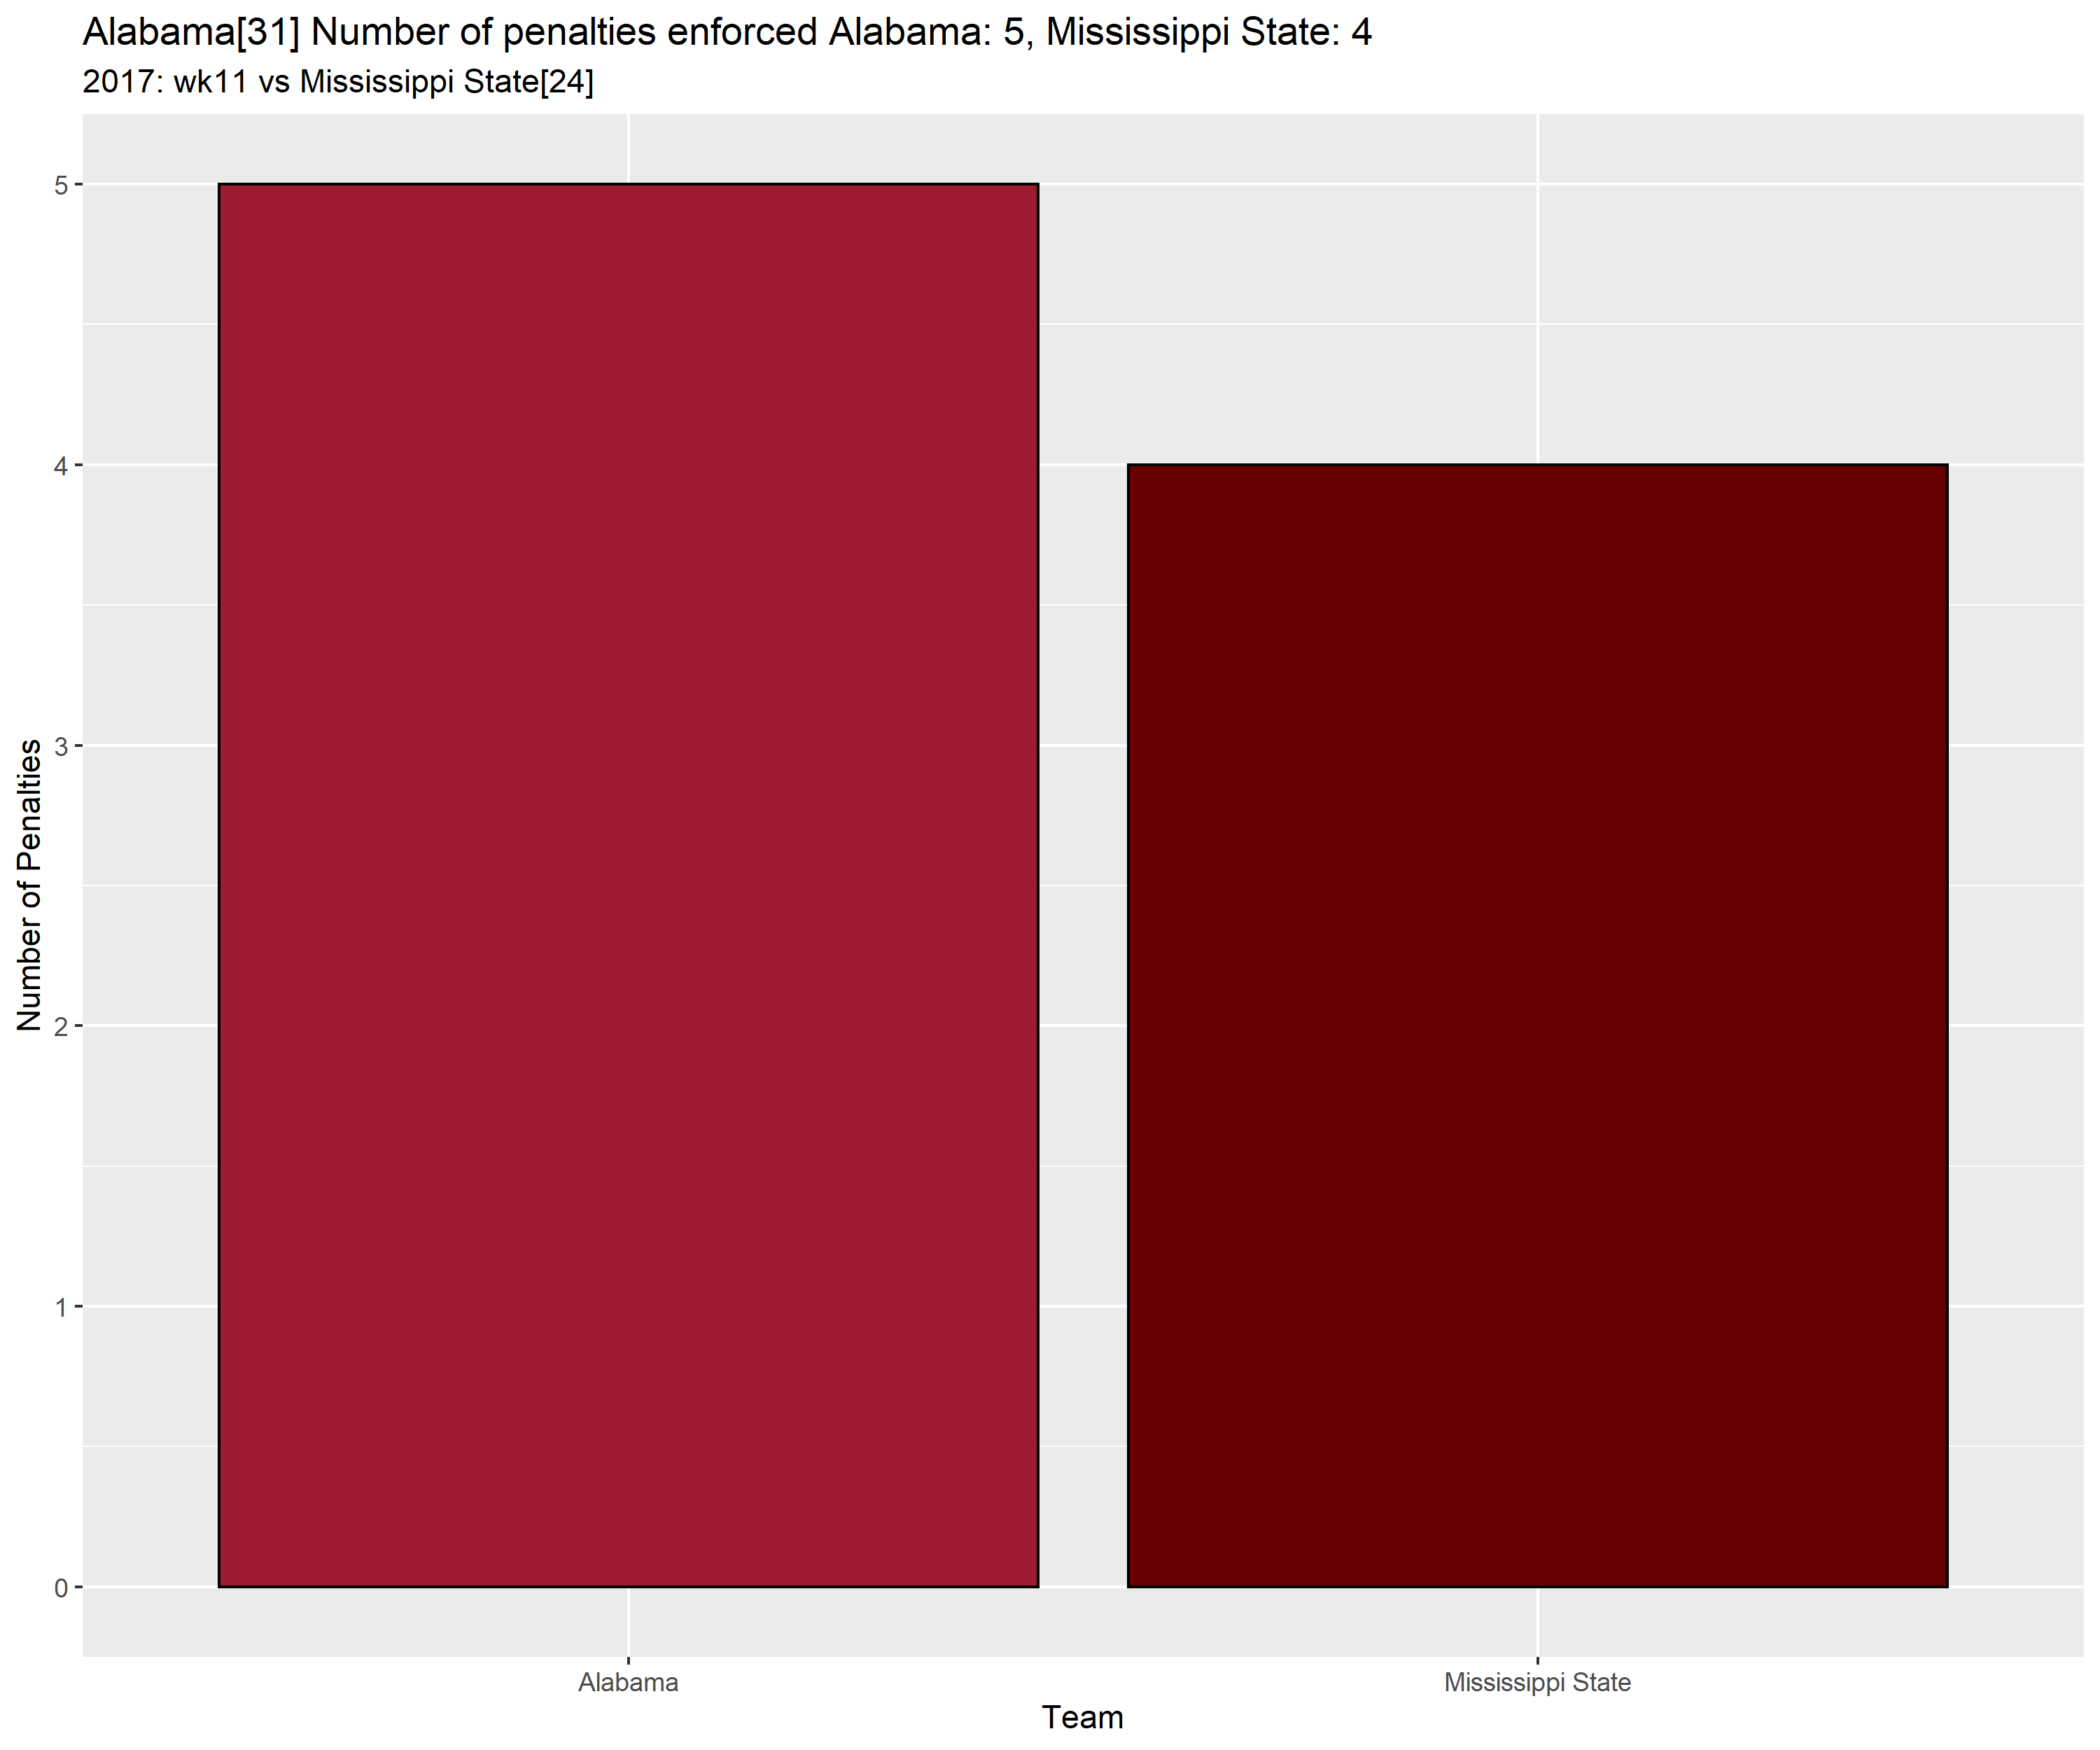 Alabama[31] Number of penalties enforced Alabama: 5, Mississippi State: 4
2017: wk11 vs Mississippi State[24]
Number of Penalties
5
4
3
2
1
0
Alabama
Mississippi State
Team